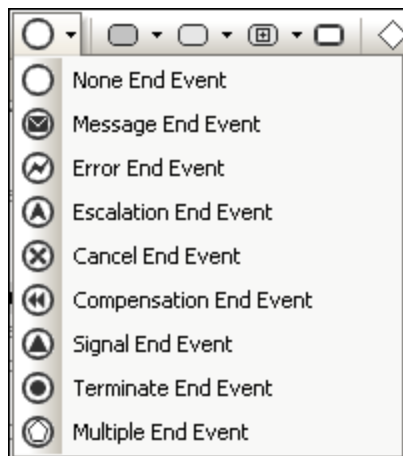 None End Event
Message End Event
Error End Event
Escalation End Event
Cancel End Event
Compensation End Event
Signal End Event
Terminate End Event
Multiple End Event